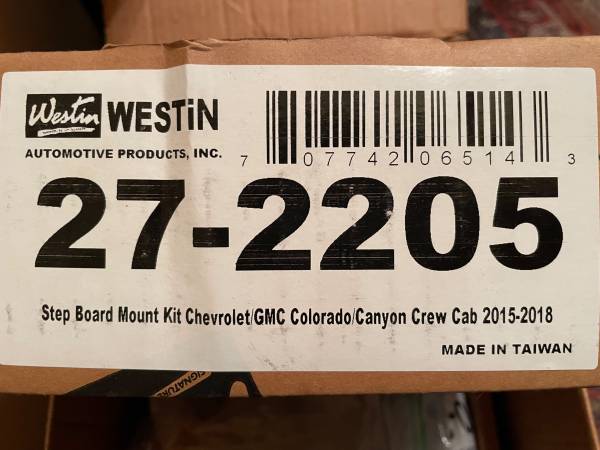 Westin WESTiN
AUTOMOTIVE PRODUCTS, INC.
7 07742 06514 3
27-2205
Step Board Mount Kit Chevrolet/GMC Colorado/Canyon Crew Cab 2015-2018
MADE IN TAIWAN
SIGNATURE